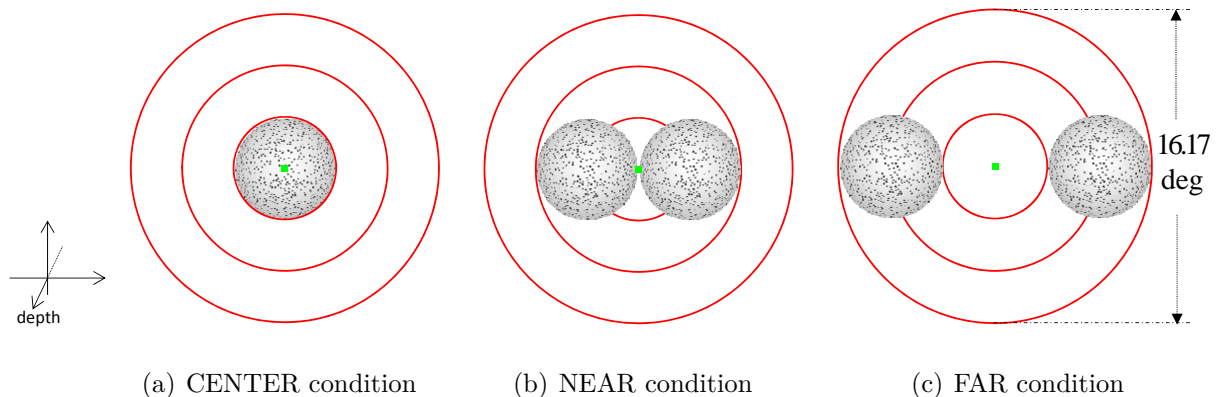 16.17
deg
depth
(a) CENTER condition
(b) NEAR condition
(c) FAR condition